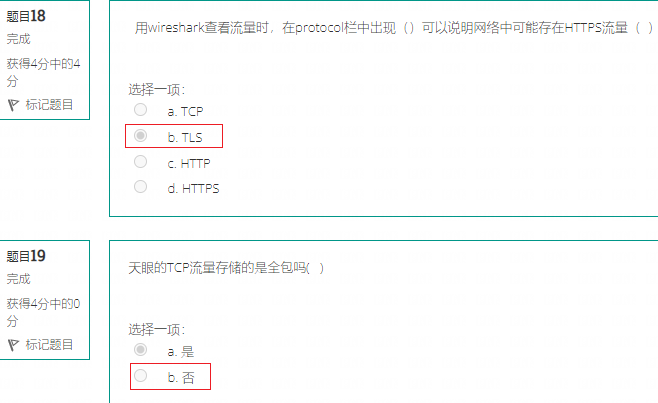 题目18
完成
获得4分中的4
分
标记题目
用wireshark查看流量时，在protocol栏中出现（）可以说明网络中可能存在HTTPS流量（ ）
选择一项：
a. TCP
b. TLS
c. HTTP
d. HTTPS
题目19
完成
获得4分中的0
分
标记题目
天眼的TCP流量存储的是全包吗( )
选择一项：
a. 是
b. 否